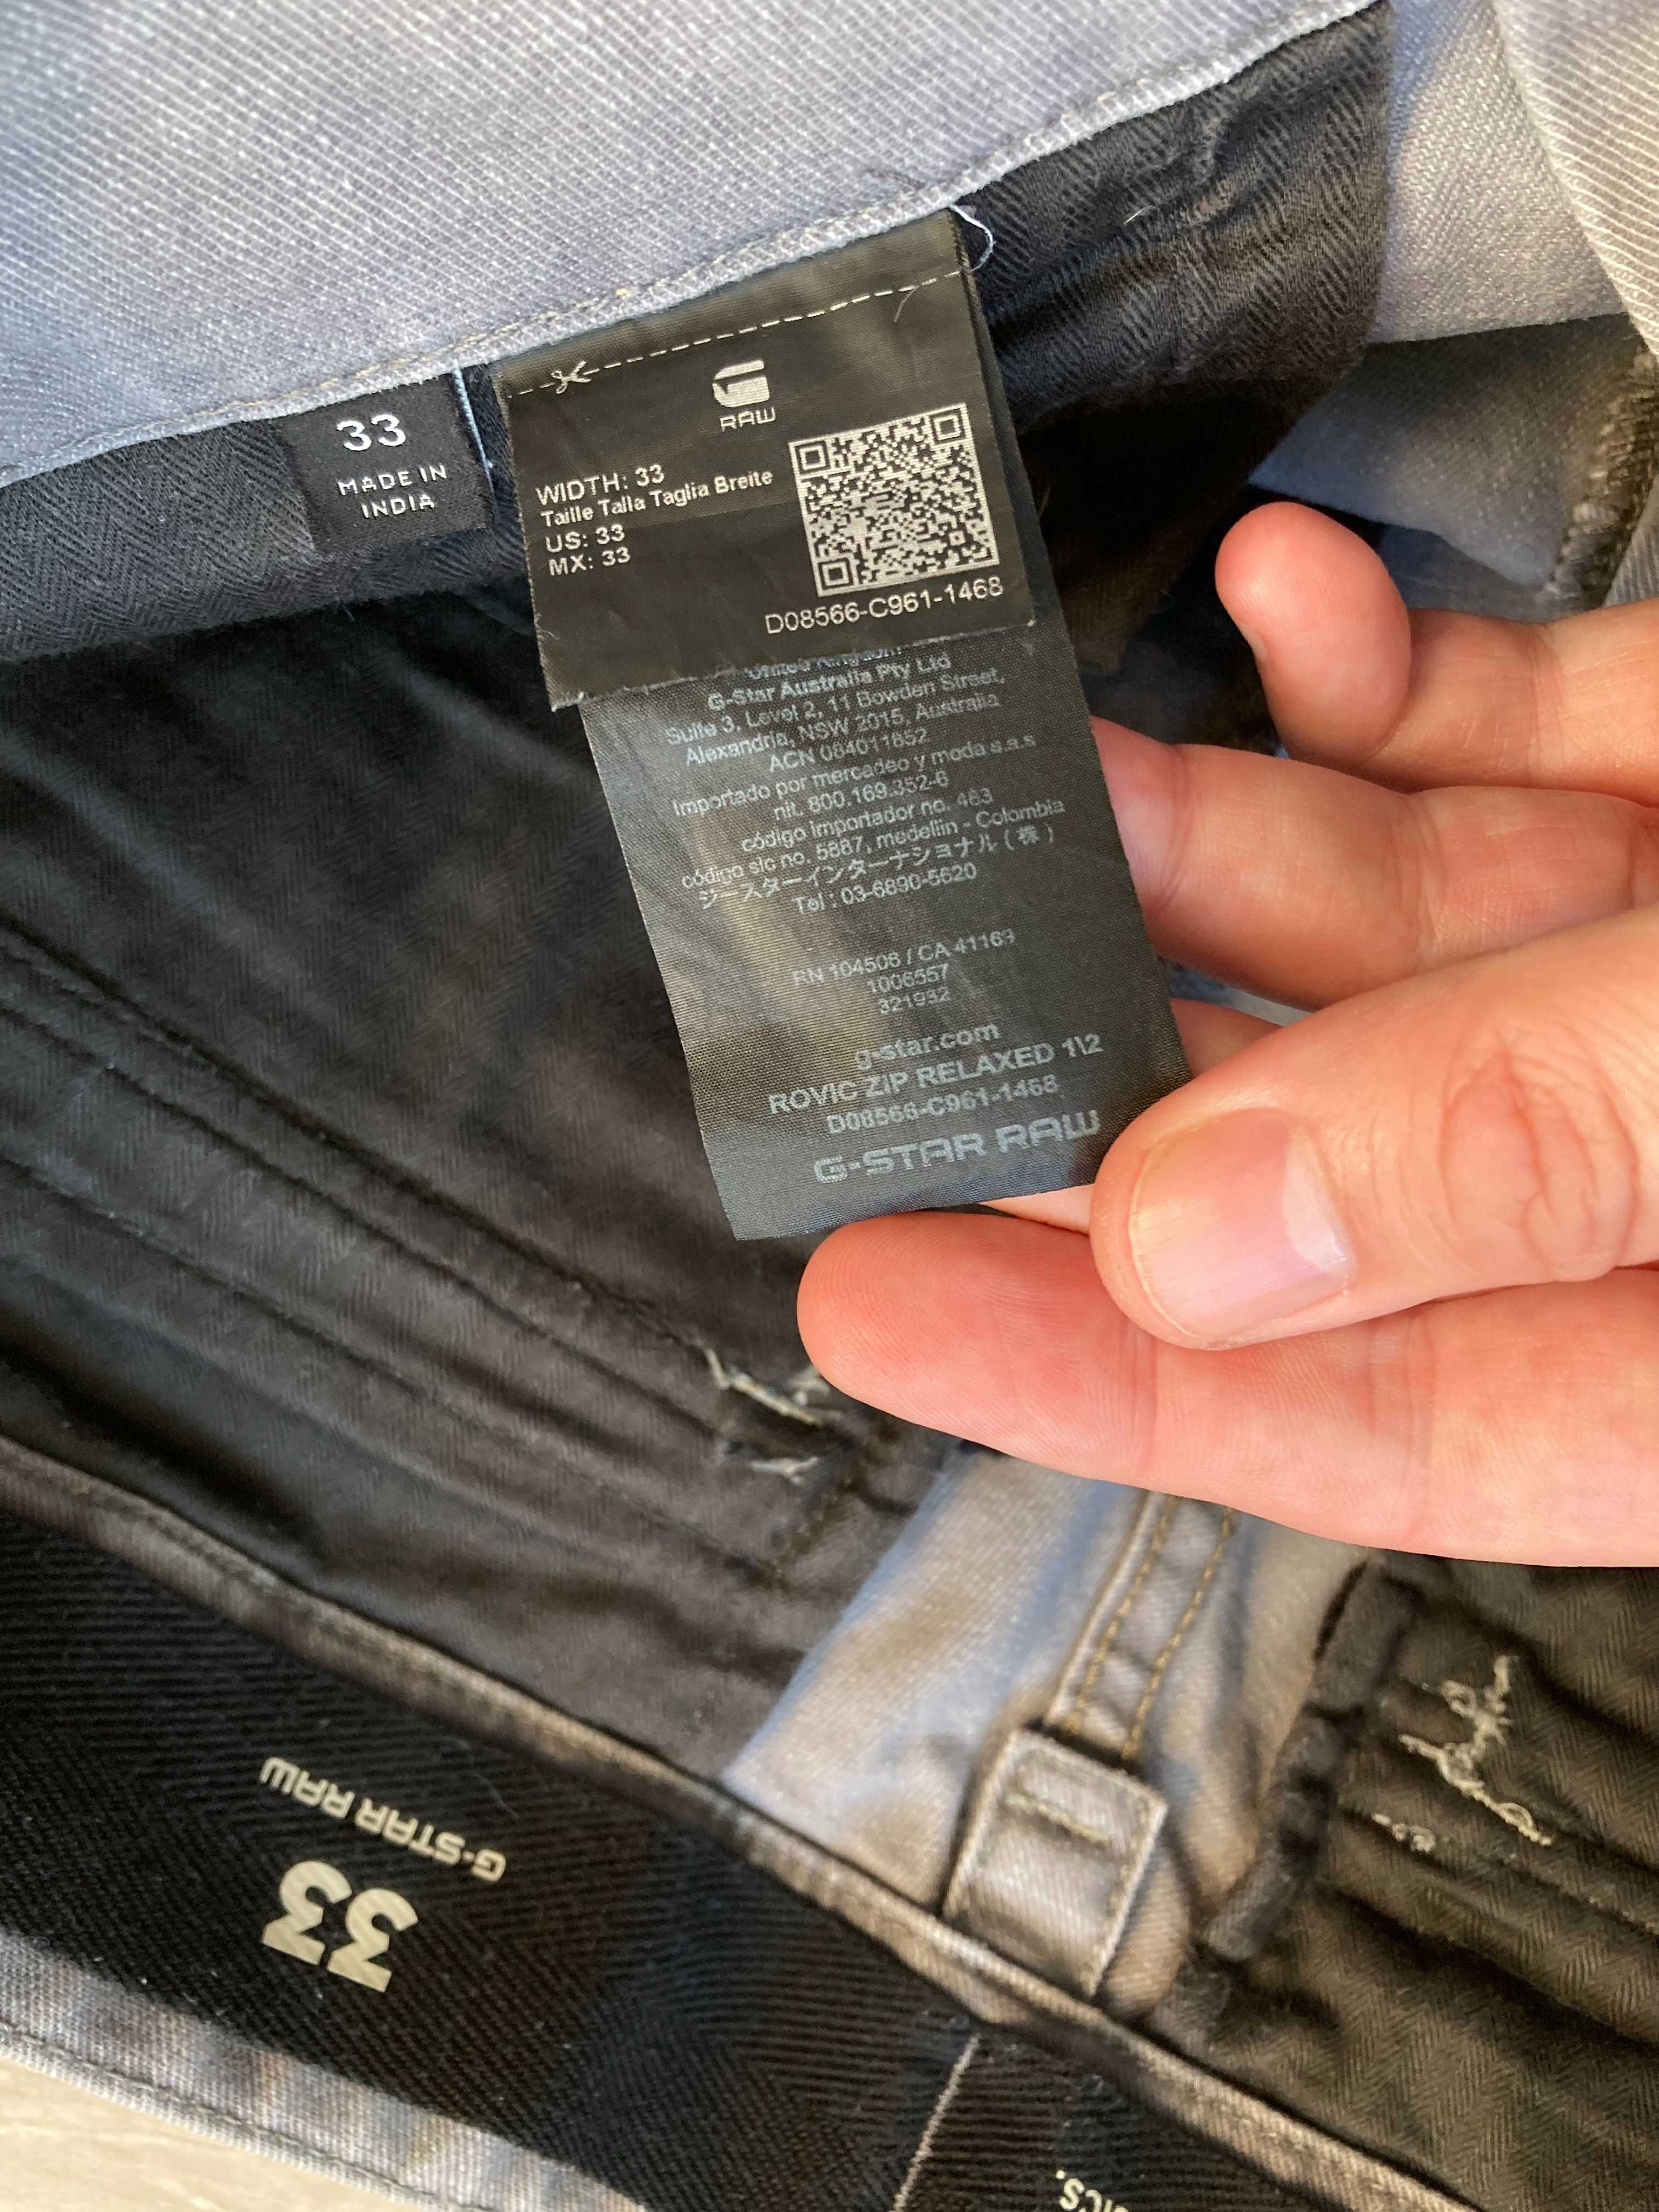 33
MADE IN
INDIA
RAW
WIDTH: 33
Taille Talla Taglia Breite
US: 33
MX: 33
D08566-C961-1468
United Kingdom
G-Star Australia Pty Ltd
Suite 3, Level 2, 11 Bowden Street,
Alexandria, NSW 2015, Australia
ACN 064011652
Importado por mercadeo y moda s.a.s
nit. 800.169.352-6
código importador no. 463
código sic no. 5887, medellin - Colombia
ジースターインターナショナル(株)
Tel : 03-6890-5620
RN 104506 / CA 41169
1006557
321932
g-star.com
ROVIC ZIP RELAXED 1\2
D08566-C961-1468
G-STAR RAW
G-STAR RAW
33